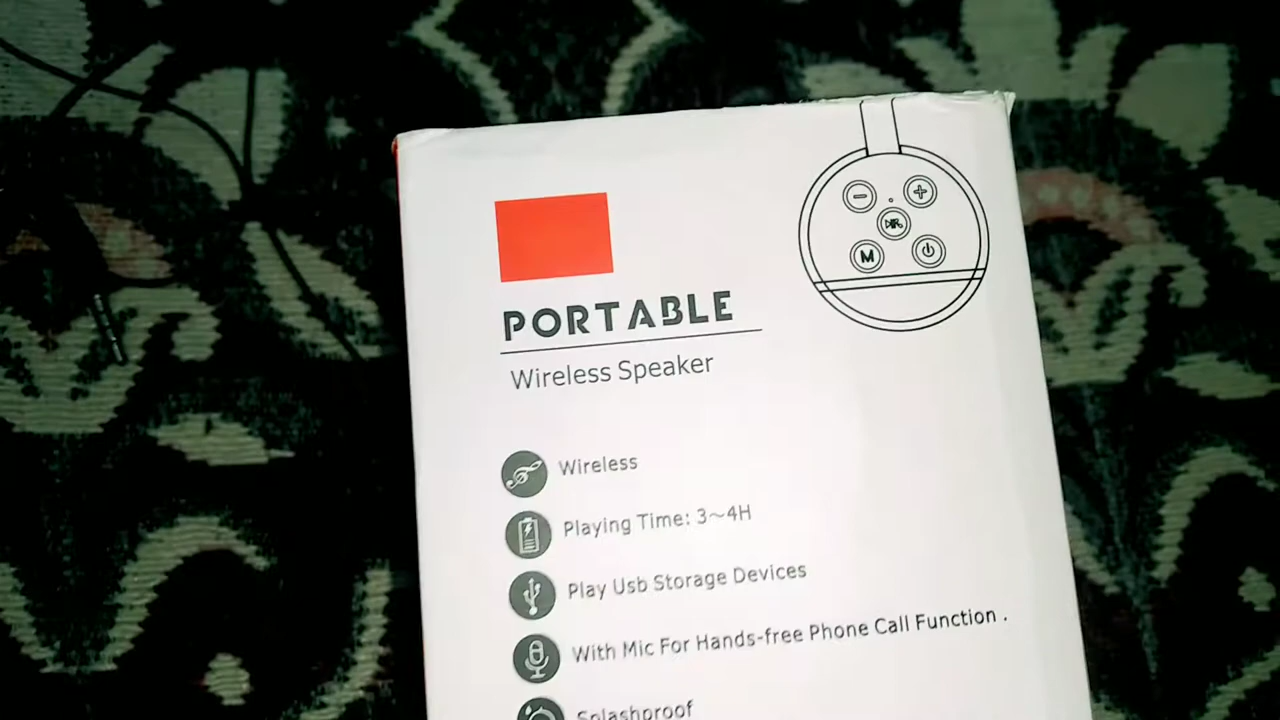 PORTABLE
Wireless Speaker
M
Wireless
Playing Time: 3~4H
Play Usb Storage Devices
With Mic For Hands-free Phone Call Function .
Splashproof